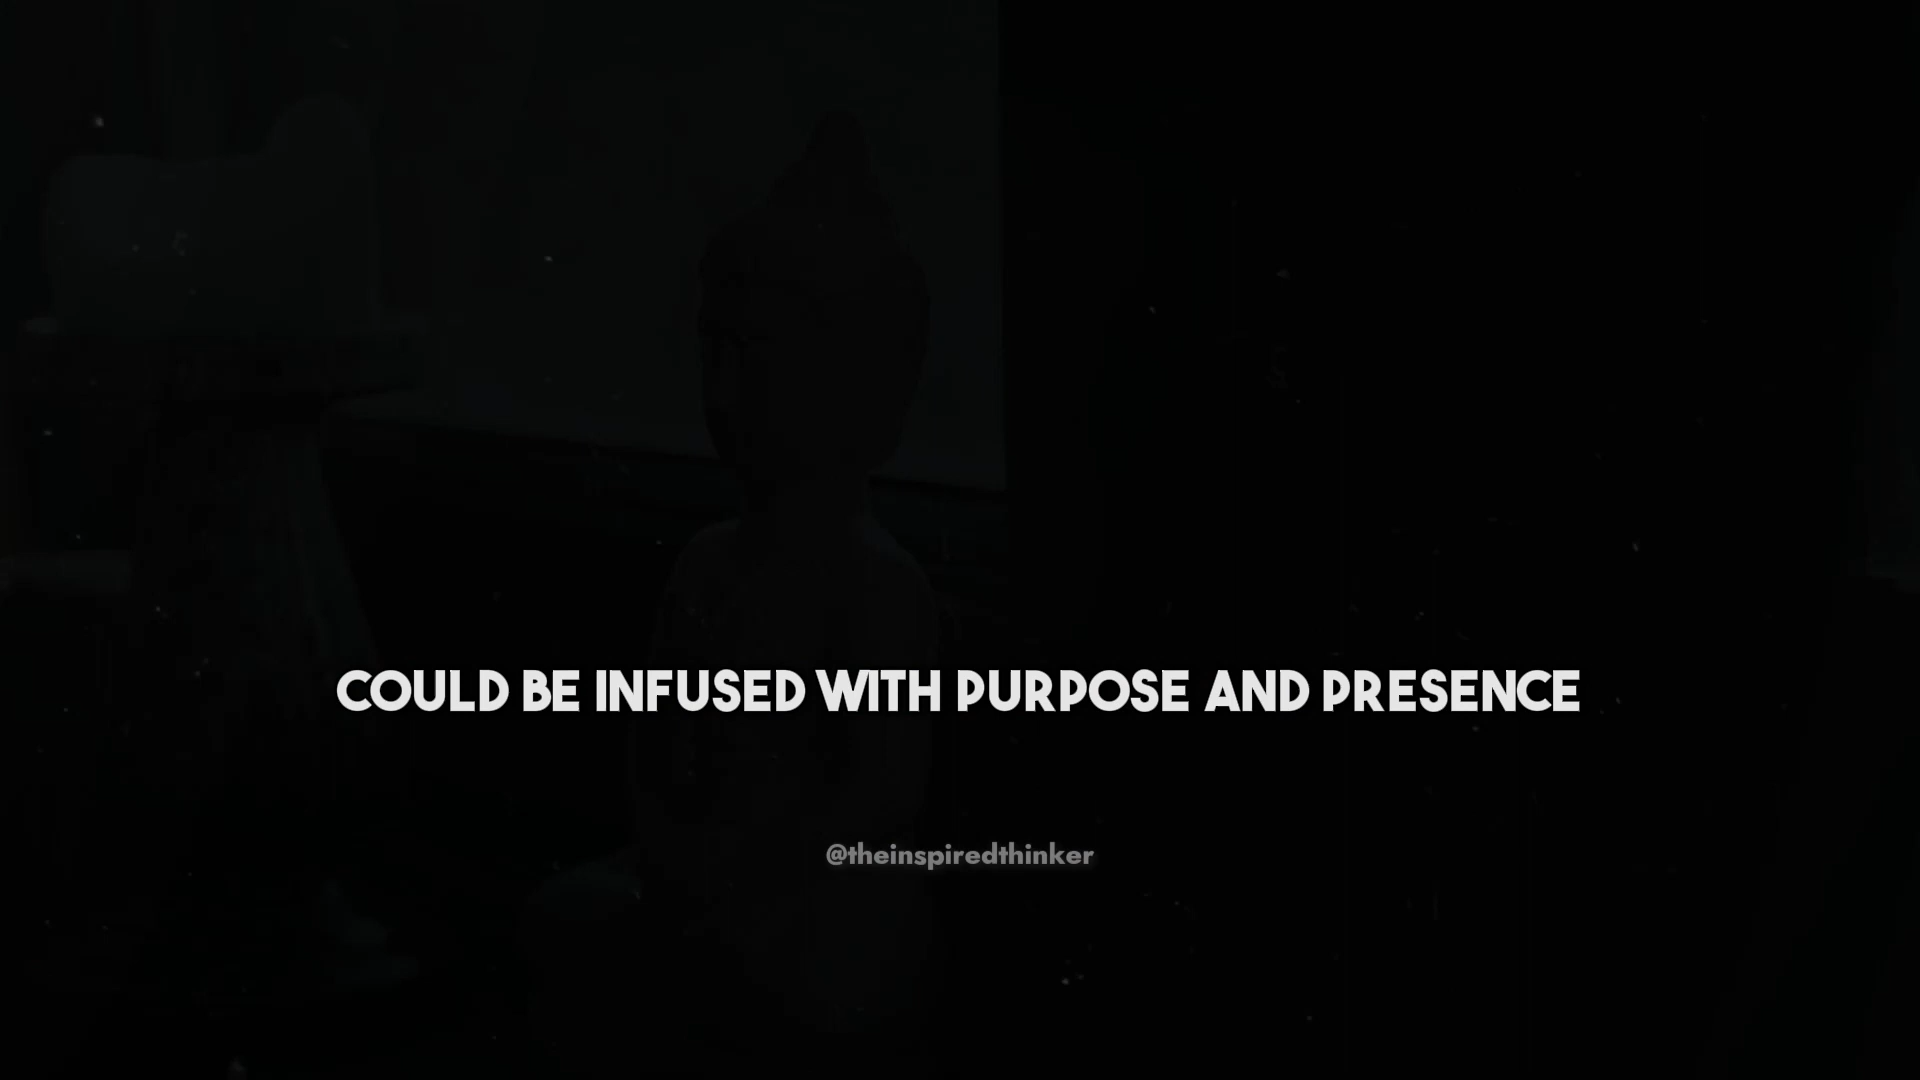 COULD BE INFUSED WITH PURPOSE AND PRESENCE
@theinspiredthinker